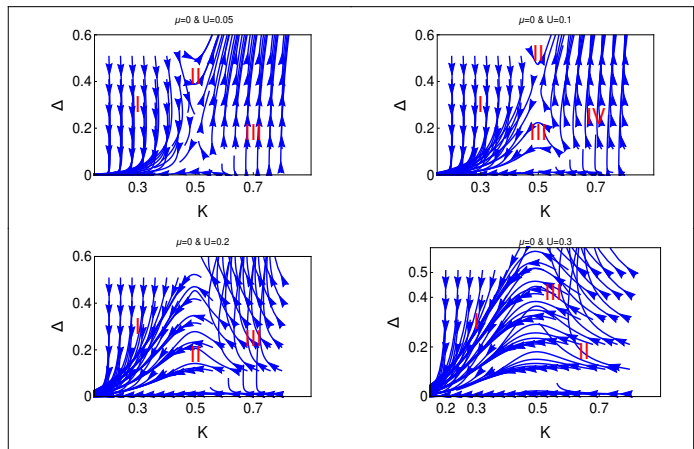 μ=0 & U=0.05
0.6
0.4
Δ
0.2
0
0.3 0.5 0.7
K
I
II
III
μ=0 & U=0.1
0.6
0.4
Δ
0.2
0
0.3 0.5 0.7
K
I
II
III
IV
μ=0 & U=0.2
0.6
0.4
Δ
0.2
0
0.3 0.5 0.7
K
I
II
III
μ=0 & U=0.3
0.5
0.4
Δ
0.2
0
0.2 0.3 0.5 0.7
K
I
III
II